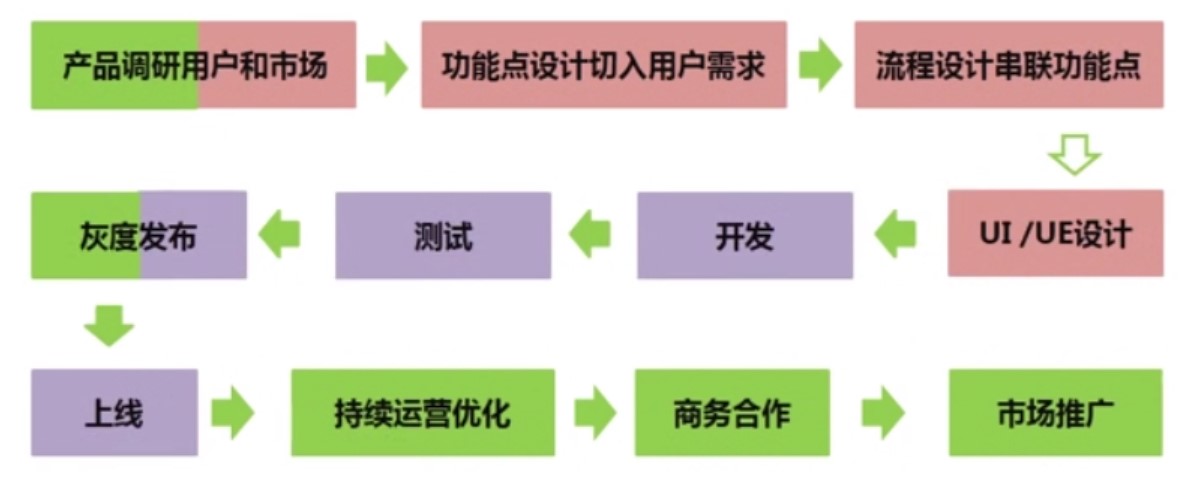 产品调研用户和市场
功能点设计切入用户需求
流程设计串联功能点
UI /UE设计
开发
测试
灰度发布
上线
持续运营优化
商务合作
市场推广